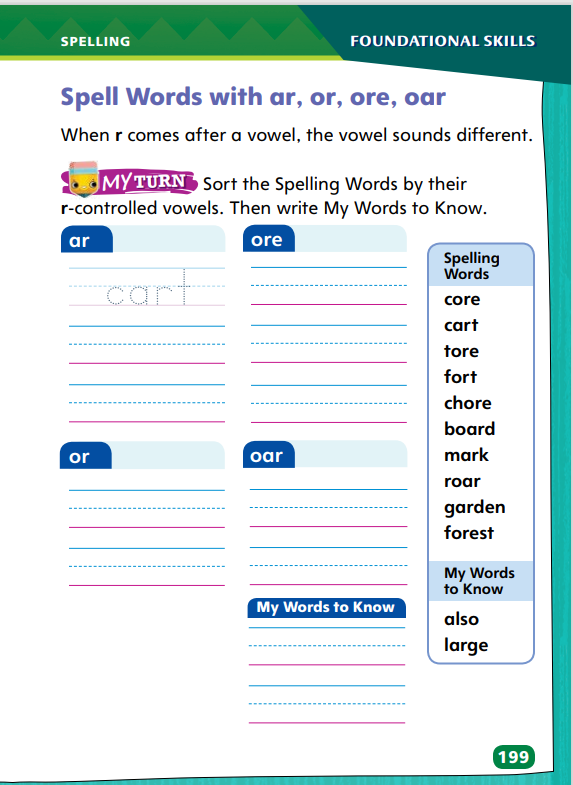 SPELLING
FOUNDATIONAL SKILLS
Spell Words with ar, or, ore, oar
When r comes after a vowel, the vowel sounds different.
MY TURN Sort the Spelling Words by their
r-controlled vowels. Then write My Words to Know.
ar
cart
ore
or
oar
My Words to Know
Spelling
Words
core
cart
tore
fort
chore
board
mark
roar
garden
forest
My Words
to Know
also
large
199